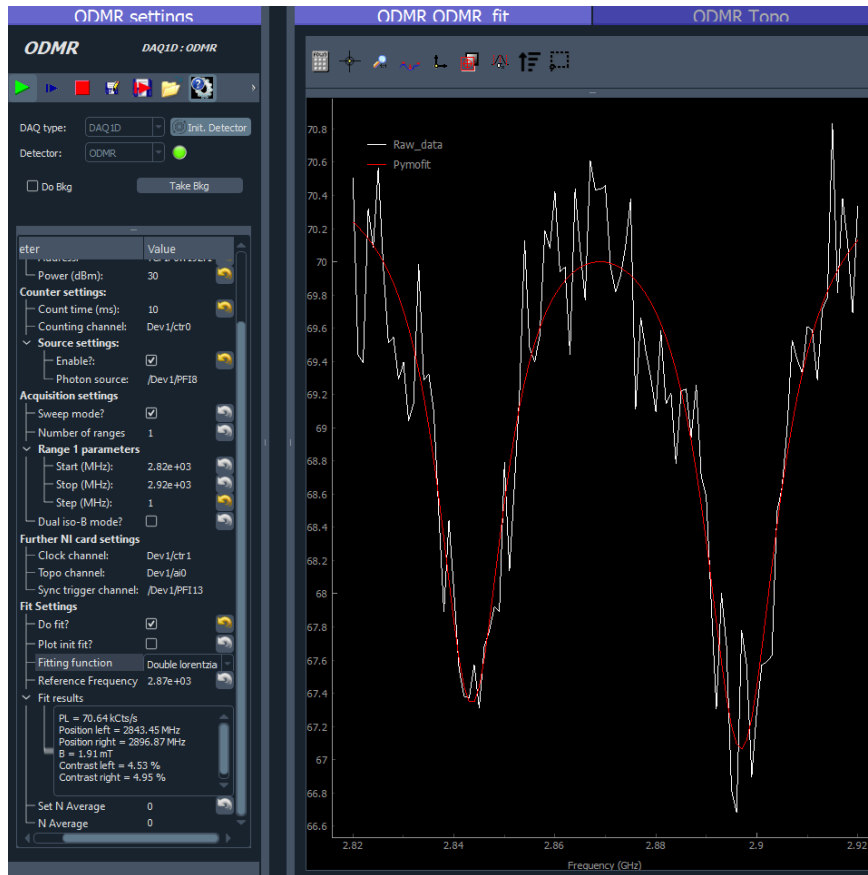 ODMR settings
ODMR ODMR fit
ODMR Topo
ODMR
DAQ1D : ODMR
DAQ type:
DAQ1D
Init. Detector
Detector:
ODMR
Do Bkg
Take Bkg
eter
Value
Power (dBm):
30
Counter settings:
Count time (ms):
10
Counting channel:
Dev1/ctr0
Source settings:
Enable?:
Photon source:
/Dev1/PFI8
Acquisition settings
Sweep mode?
Number of ranges
1
Range 1 parameters
Start (MHz):
2.82e+03
Stop (MHz):
2.92e+03
Step (MHz):
1
Dual iso-B mode?
Further NI card settings
Clock channel:
Dev1/ctr1
Topo channel:
Dev1/ai0
Sync trigger channel:
/Dev1/PFI13
Fit Settings
Do fit?
Plot init fit?
Fitting function
Double lorentzia
Reference Frequency
2.87e+03
Fit results
PL = 70.64 kCts/s
Position left = 2843.45 MHz
Position right = 2896.87 MHz
B = 1.91 mT
Contrast left = 4.53 %
Contrast right = 4.95 %
Set N Average
0
N Average
0
Raw_data
Pymofit
70.8
70.6
70.4
70.2
70
69.8
69.6
69.4
69.2
69
68.8
68.6
68.4
68.2
68
67.8
67.6
67.4
67.2
67
66.8
66.6
2.82
2.84
2.86
2.88
2.9
2.92
Frequency (GHz)